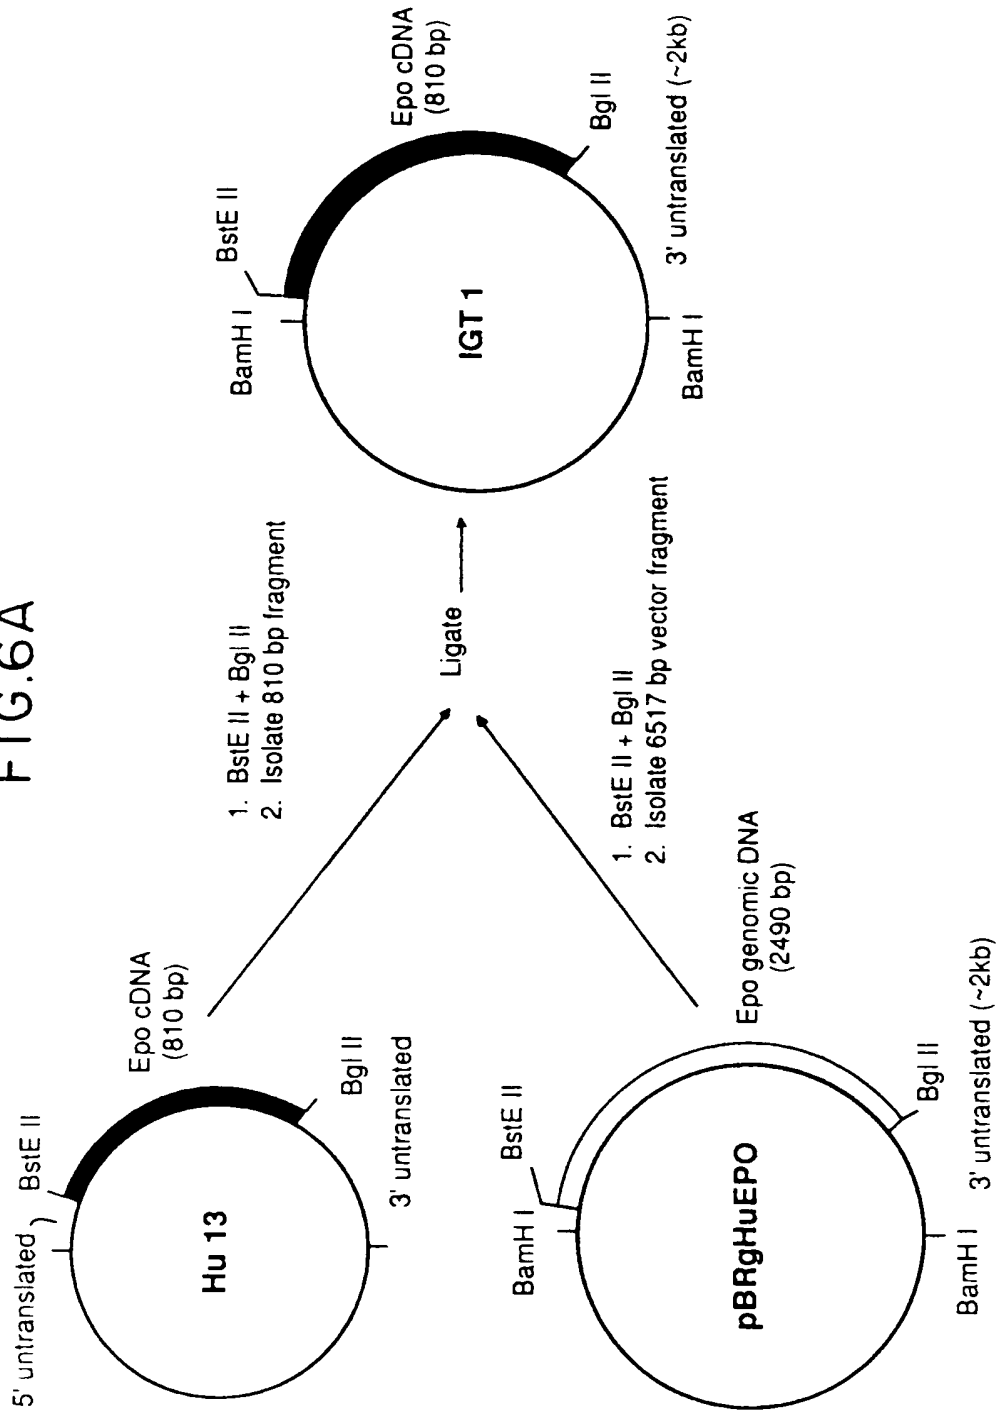 FIG.6A
5' untranslated
BstE II
Epo cDNA
(810 bp)
Hu 13
Bgl II
3' untranslated
1. BstE II + Bgl II
2. Isolate 810 bp fragment
BamH I
BstE II
pBRgHuEPO
Epo genomic DNA
(2490 bp)
Bgl II
BamH I
3' untranslated (~2kb)
1. BstE II + Bgl II
2. Isolate 6517 bp vector fragment
Ligate
BamH I
BstE II
Epo cDNA
(810 bp)
IGT 1
Bgl II
BamH I
3' untranslated (~2kb)